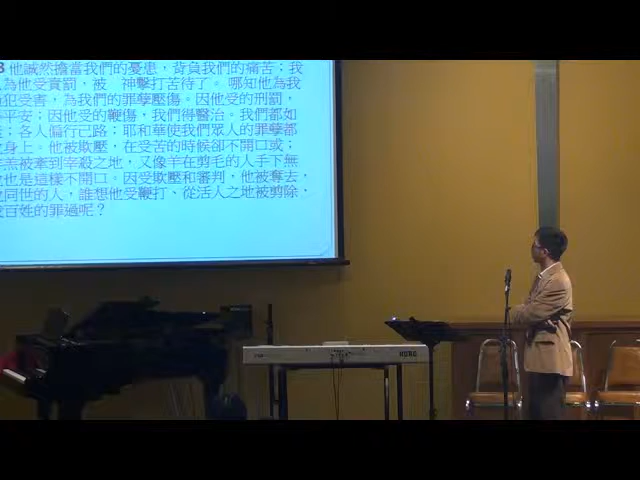 他誠然擔當我們的憂患，背負我們的痛苦；我
為他受責罰，被　神擊打苦待了。 哪知他為我
犯受害，為我們的罪孽壓傷。因他受的刑罰，
平安；因他受的鞭傷，我們得醫治。我們都如
；各人偏行己路；耶和華使我們眾人的罪孽都
身上。他被欺壓，在受苦的時候卻不開口；
羔被牽到宰殺之地，又像羊在剪毛的人手下無
也是這樣不開口。因受欺壓和審判，他被奪去，
同世的人，誰想他受鞭打、從活人之地被剪除，
百姓的罪過呢？
KORG